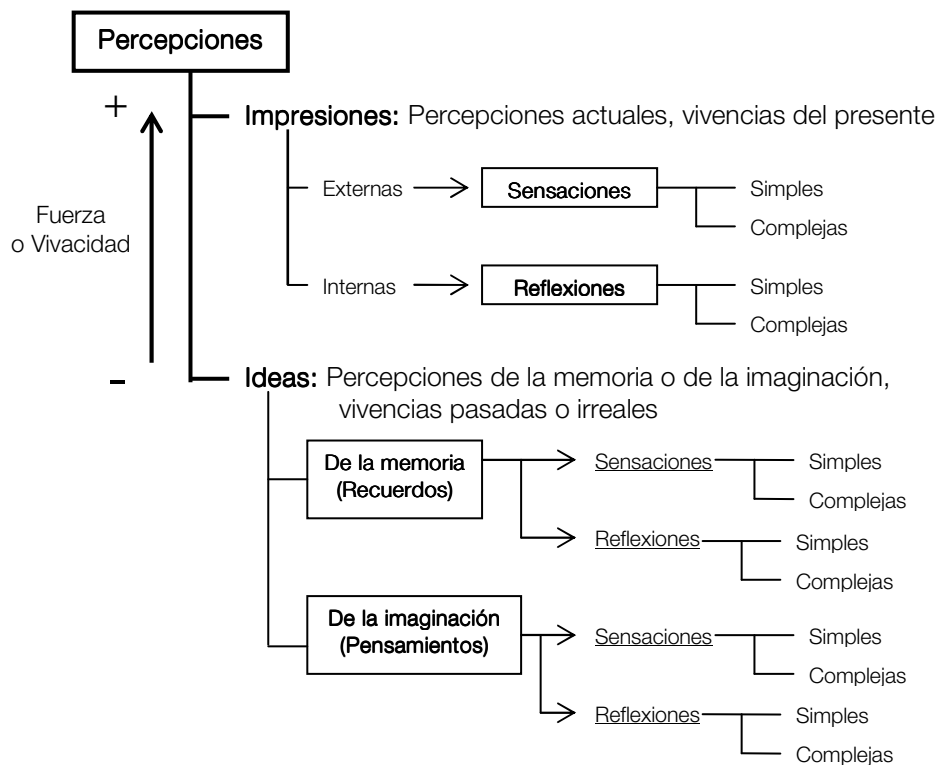 Percepciones
+
Impresiones: Percepciones actuales, vivencias del presente
Externas
Sensaciones
Simples
Complejas
Fuerza
o Vivacidad
Internas
Reflexiones
Simples
Complejas
-
Ideas: Percepciones de la memoria o de la imaginación,
vivencias pasadas o irreales
De la memoria
(Recuerdos)
Sensaciones
Simples
Complejas
Reflexiones
Simples
Complejas
De la imaginación
(Pensamientos)
Sensaciones
Simples
Complejas
Reflexiones
Simples
Complejas